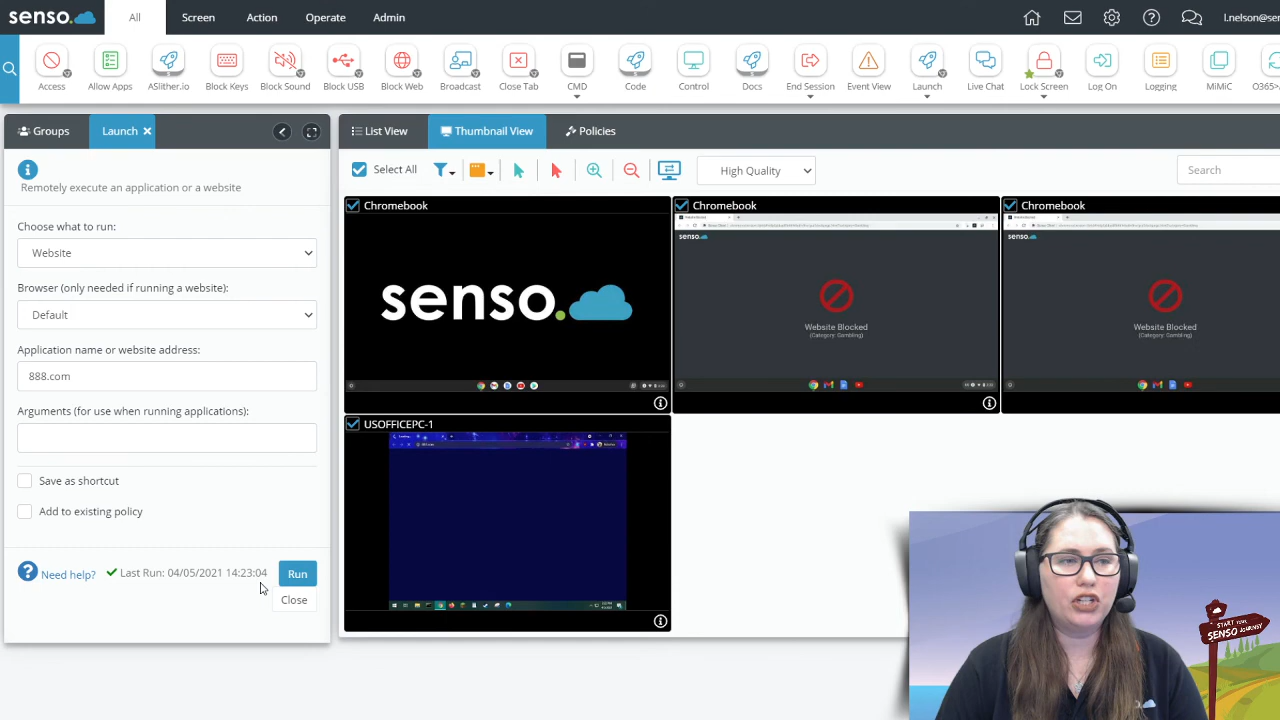 senso.
All
Screen
Action
Operate
Admin
l.nelson@se
Access
Allow Apps
ASlither.io
Block Keys
Block Sound
Block USB
Block Web
Broadcast
Close Tab
CMD
Code
Control
Docs
End Session
Event View
Launch
Live Chat
Lock Screen
Log On
Logging
MiMiC
O365>
Groups
Launch ×
List View
Thumbnail View
Policies
Remotely execute an application or a website
Select All
High Quality
Search
Choose what to run:
Website
Browser (only needed if running a website):
Default
Application name or website address:
888.com
Arguments (for use when running applications):
Save as shortcut
Add to existing policy
Need help?
Last Run: 04/05/2021 14:23:04
Run
Close
Chromebook
senso.
Chromebook
senso.
Website Blocked
(Category: Gambling)
Chromebook
senso.
Website Blocked
(Category: Gambling)
USOFFICEPC-1
START YOUR
SENSO JOURNEY